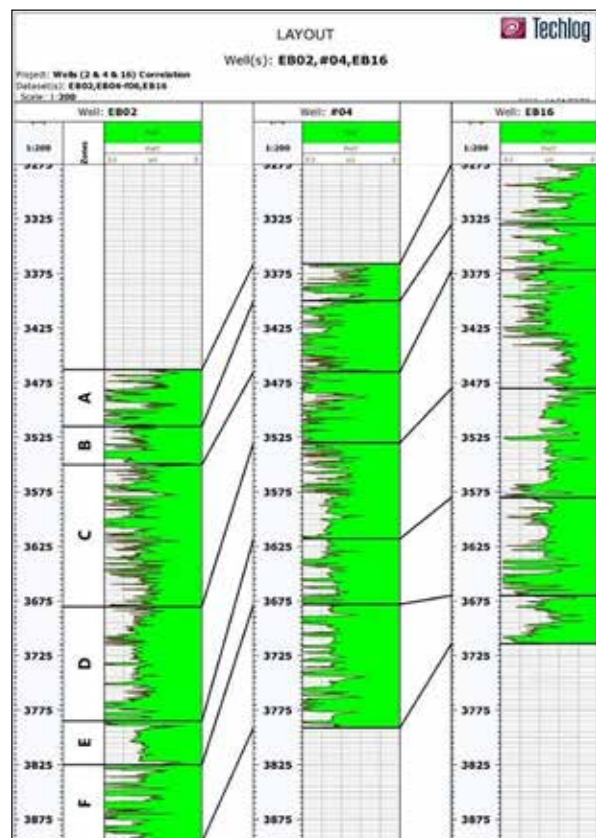 LAYOUT
Techlog
Well(s): EB02,#04,EB16
Project: Wells (2 & 4 & 16) Correlation
Dataset(s): EB02,EB04-f06,EB16
Scale: 1:200
Well: EB02
Well: #04
Well: EB16
1:200
Zones
1:200
1:200
3275
3275
3275
3325
3325
3325
3375
3375
3375
3425
3425
3425
3475
3475
3475
3525
3525
3525
3575
3575
3575
3625
3625
3625
3675
3675
3675
3725
3725
3725
3775
3775
3775
3825
3825
3825
3875
3875
3875
A
B
C
D
E
F